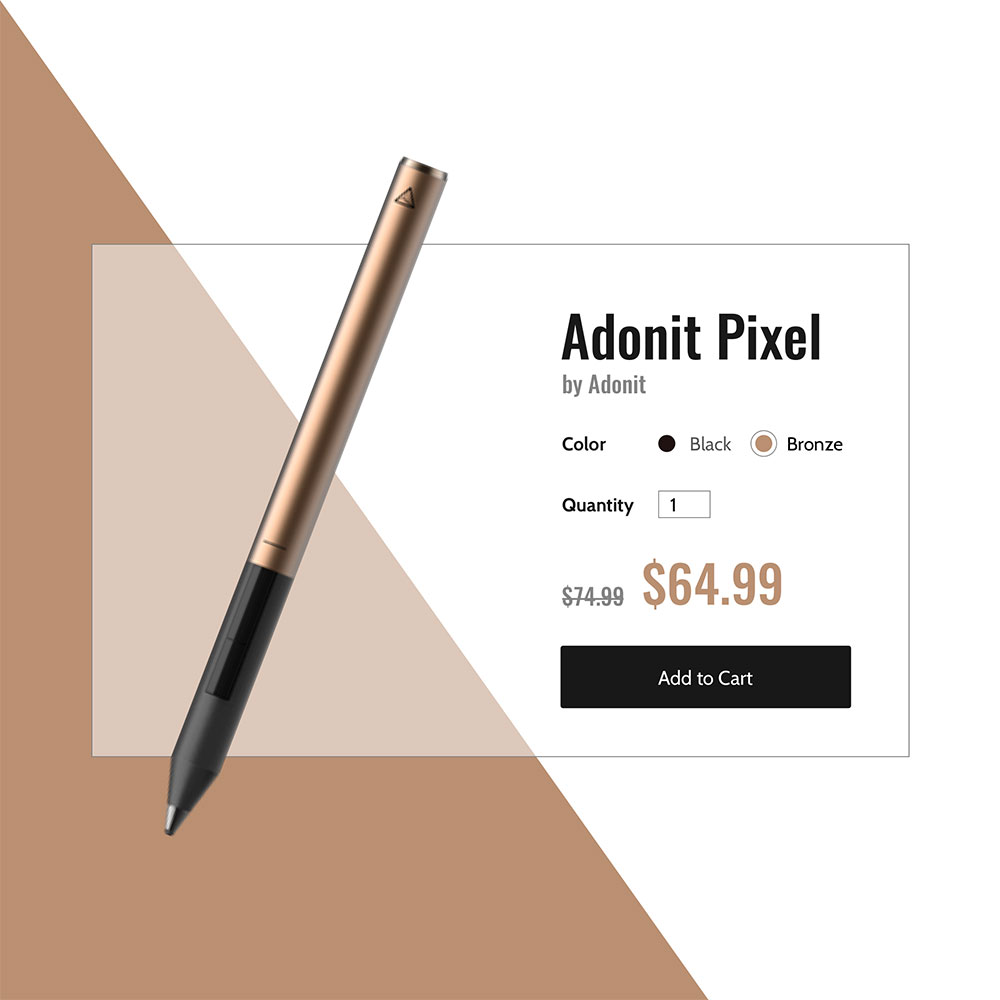 Adonit Pixel
by Adonit
Color Black Bronze
Quantity 1
$74.99 $64.99
Add to Cart